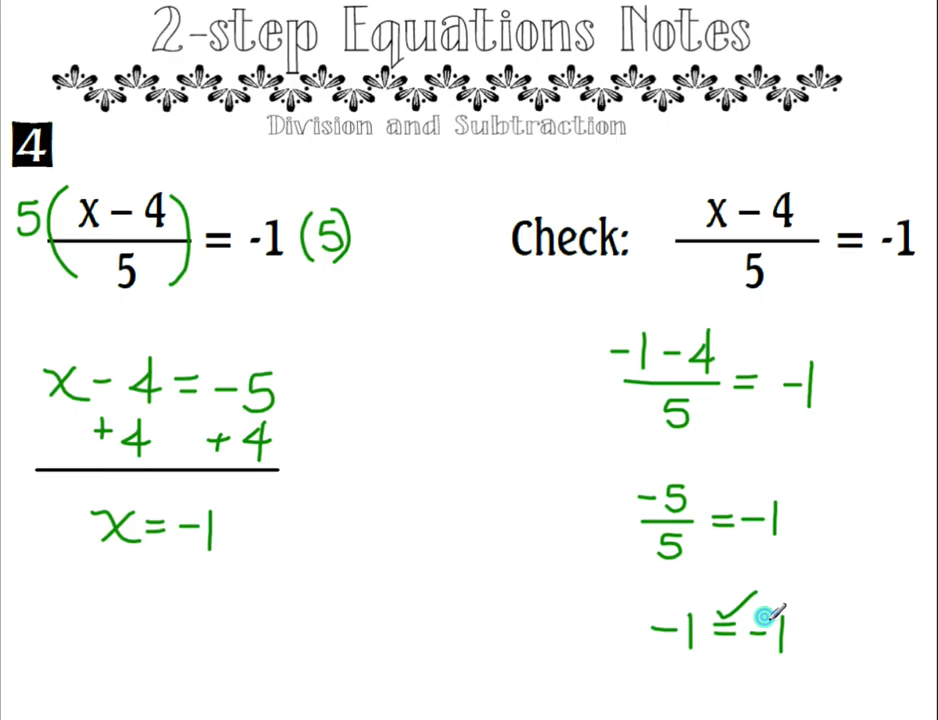 2-step Equations Notes
Division and Subtraction
4
5(x – 4)/5 = -1 (5)
x - 4 = -5
+4 +4
x = -1
Check: x – 4/5 = -1
-1 - 4/5 = -1
-5/5 = -1
-1 = -1 ✓